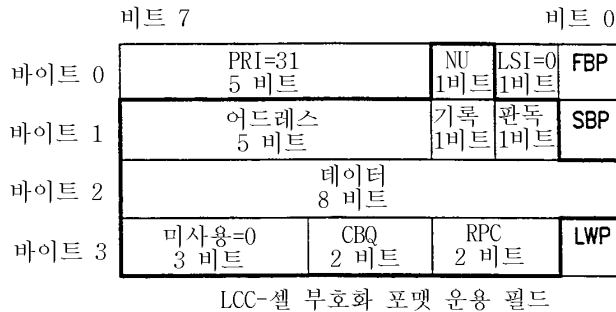 비트 7 비트 0
바이트 0 PRI=31 5 비트 NU 1비트 LSI=0 1비트 FBP
바이트 1 어드레스 5 비트 기록 1비트 판독 1비트 SBP
바이트 2 데이터 8 비트
바이트 3 미사용=0 3 비트 CBQ 2 비트 RPC 2 비트 LWP
LCC-셀 부호화 포맷 운용 필드